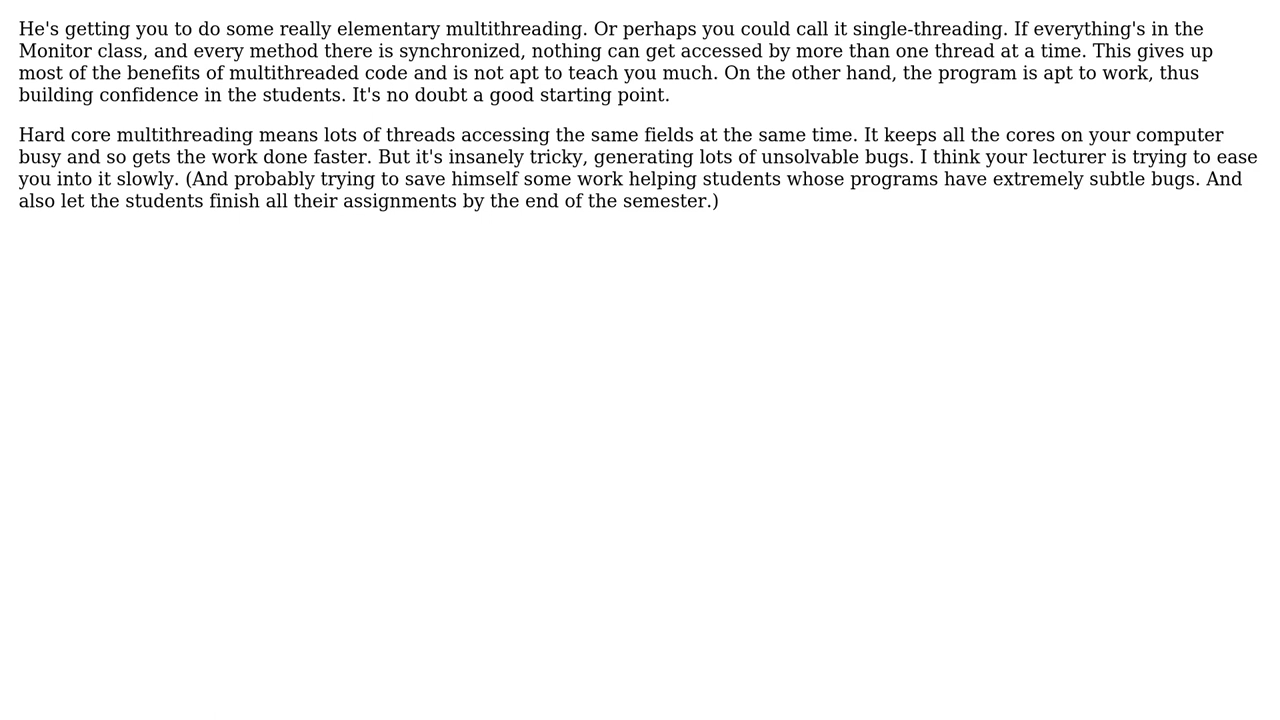 He's getting you to do some really elementary multithreading. Or perhaps you could call it single-threading. If everything's in the
Monitor class, and every method there is synchronized, nothing can get accessed by more than one thread at a time. This gives up
most of the benefits of multithreaded code and is not apt to teach you much. On the other hand, the program is apt to work, thus
building confidence in the students. It's no doubt a good starting point.
Hard core multithreading means lots of threads accessing the same fields at the same time. It keeps all the cores on your computer
busy and so gets the work done faster. But it's insanely tricky, generating lots of unsolvable bugs. I think your lecturer is trying to ease
you into it slowly. (And probably trying to save himself some work helping students whose programs have extremely subtle bugs. And
also let the students finish all their assignments by the end of the semester.)